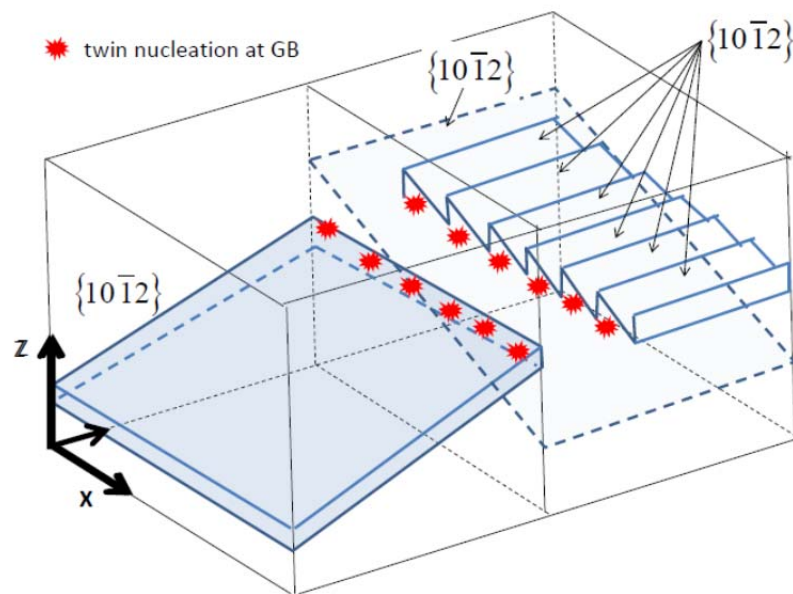 twin nucleation at GB
{101̅2}
{101̅2}
{101̅2}
Z
X